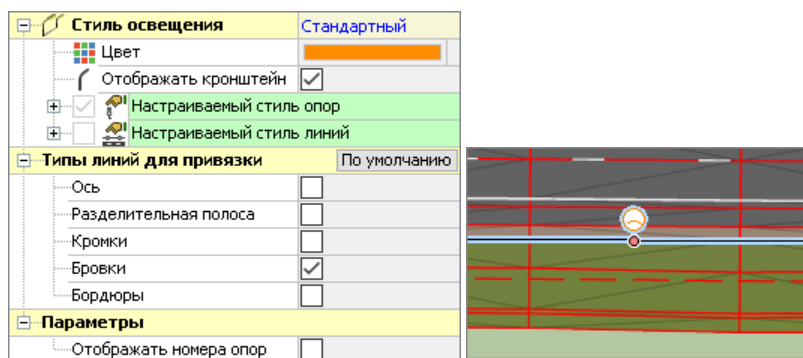 Стиль освещения Стандартный
Цвет
Отображать кронштейн
Настраиваемый стиль опор
Настраиваемый стиль линий
Типы линий для привязки По умолчанию
Ось
Разделительная полоса
Кромки
Бровки
Бордюры
Параметры
Отображать номера опор